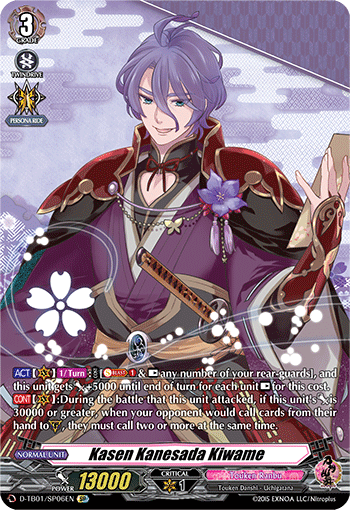 3
GRADE
TWINDRIVE
PERSONA RIDE
ACT 1/Turn COST BLAST 1 & any number of your rear-guards], and
this unit gets +5000 until end of turn for each unit for this cost.
CONT :During the battle that this unit attacked, if this unit's is
30000 or greater, when your opponent would call cards from their
hand to , they must call two or more at the same time.
NORMAL UNIT
Kasen Kanesada Kiwame
POWER 13000
CRITICAL
1
Touken Ranbu
Touken Danshi - Uchigatana
D-TB01/SP06EN SP
©2015 EXNOA LLC/Nitroplus